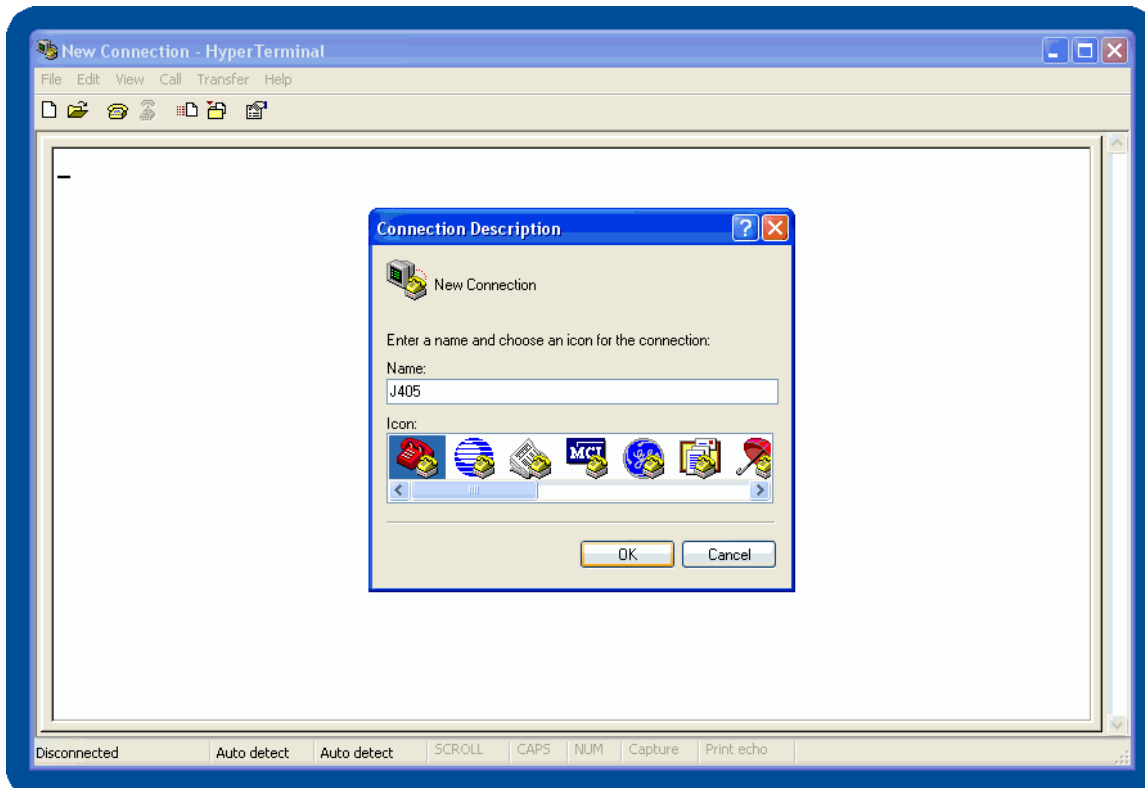 New Connection - HyperTerminal
File Edit View Call Transfer Help
Connection Description
?
New Connection
Enter a name and choose an icon for the connection:
Name:
J405
Icon:
MCI
OK Cancel
Disconnected Auto detect Auto detect SCROLL CAPS NUM Capture Print echo